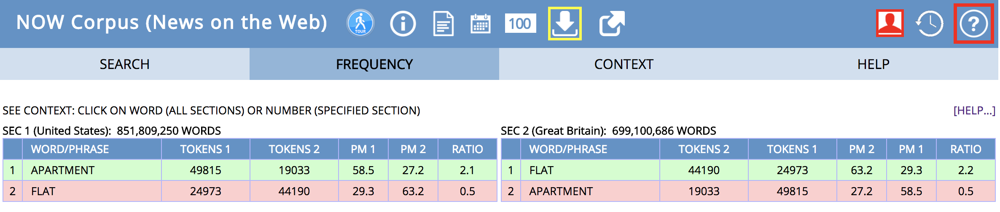 NOW Corpus (News on the Web) TOUR i 100 ?
SEARCH FREQUENCY CONTEXT HELP
SEE CONTEXT: CLICK ON WORD (ALL SECTIONS) OR NUMBER (SPECIFIED SECTION) [HELP...]
SEC 1 (United States): 851,809,250 WORDS
WORD/PHRASE TOKENS 1 TOKENS 2 PM 1 PM 2 RATIO
1 APARTMENT 49815 19033 58.5 27.2 2.1
2 FLAT 24973 44190 29.3 63.2 0.5
SEC 2 (Great Britain): 699,100,686 WORDS
WORD/PHRASE TOKENS 2 TOKENS 1 PM 2 PM 1 RATIO
1 FLAT 44190 24973 63.2 29.3 2.2
2 APARTMENT 19033 49815 27.2 58.5 0.5